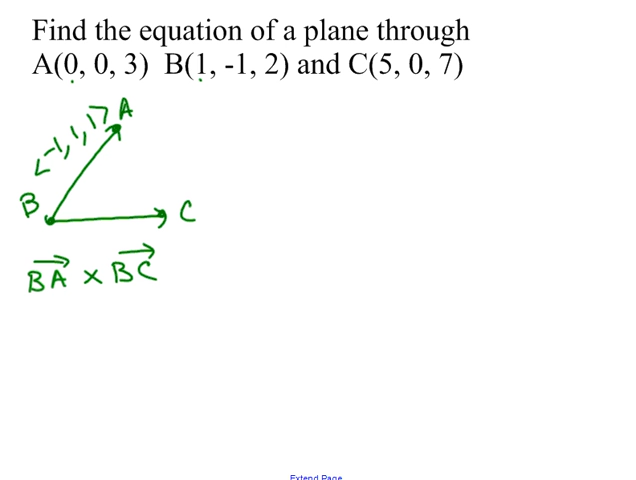 Find the equation of a plane through
A(0, 0, 3) B(1, -1, 2) and C(5, 0, 7)
A
<-1, 1, 1>
B
C
BA × BC
Extend Page